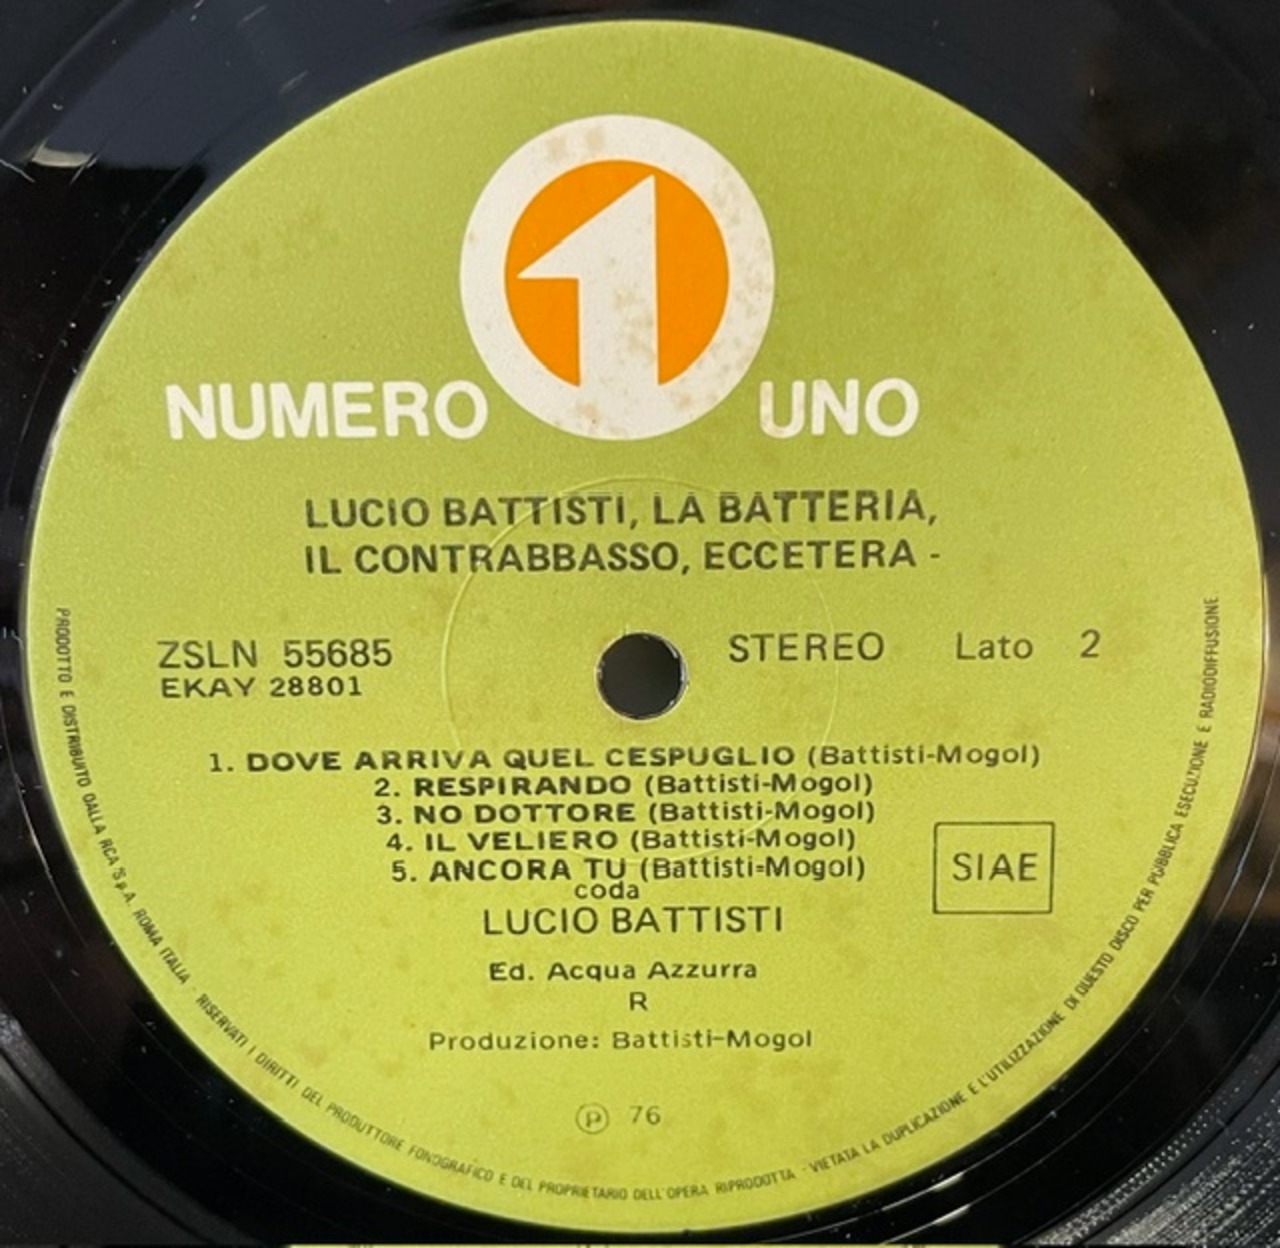 NUMERO 1 UNO
LUCIO BATTISTI, LA BATTERIA,
IL CONTRABBASSO, ECCETERA -
ZSLN 55685
EKAY 28801
STEREO Lato 2
1. DOVE ARRIVA QUEL CESPUGLIO (Battisti-Mogol)
2. RESPIRANDO (Battisti-Mogol)
3. NO DOTTORE (Battisti-Mogol)
4. IL VELIERO (Battisti-Mogol)
5. ANCORA TU (Battisti=Mogol)
coda
SIAE
LUCIO BATTISTI
Ed. Acqua Azzurra
R
Produzione: Battisti-Mogol
℗ 76
PRODOTTO E DISTRIBUITO DALLA RCA S.p.A. ROMA ITALIA - RISERVATI I DIRITTI DEL PRODUTTORE FONOGRAFICO E DEL PROPRIETARIO DELL'OPERA RIPRODOTTA - VIETATA LA DUPLICAZIONE E L'UTILIZZAZIONE DI QUESTO DISCO PER PUBBLICA ESECUZIONE E RADIODIFFUSIONE